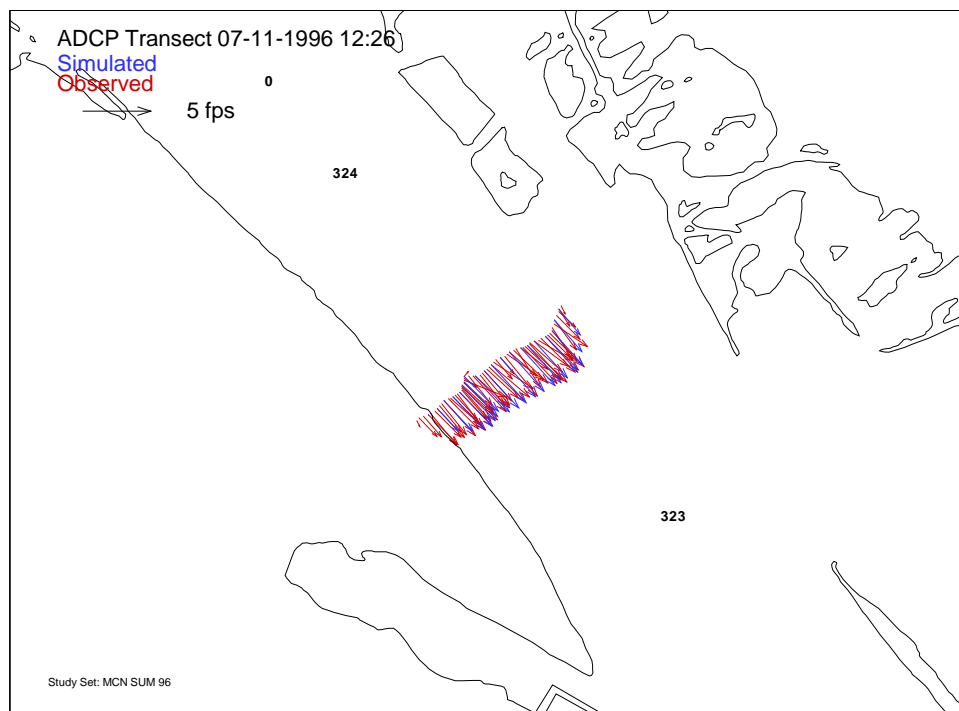 ADCP Transect 07-11-1996 12:26
Simulated
Observed
0
5 fps
324
323
Study Set: MCN SUM 96